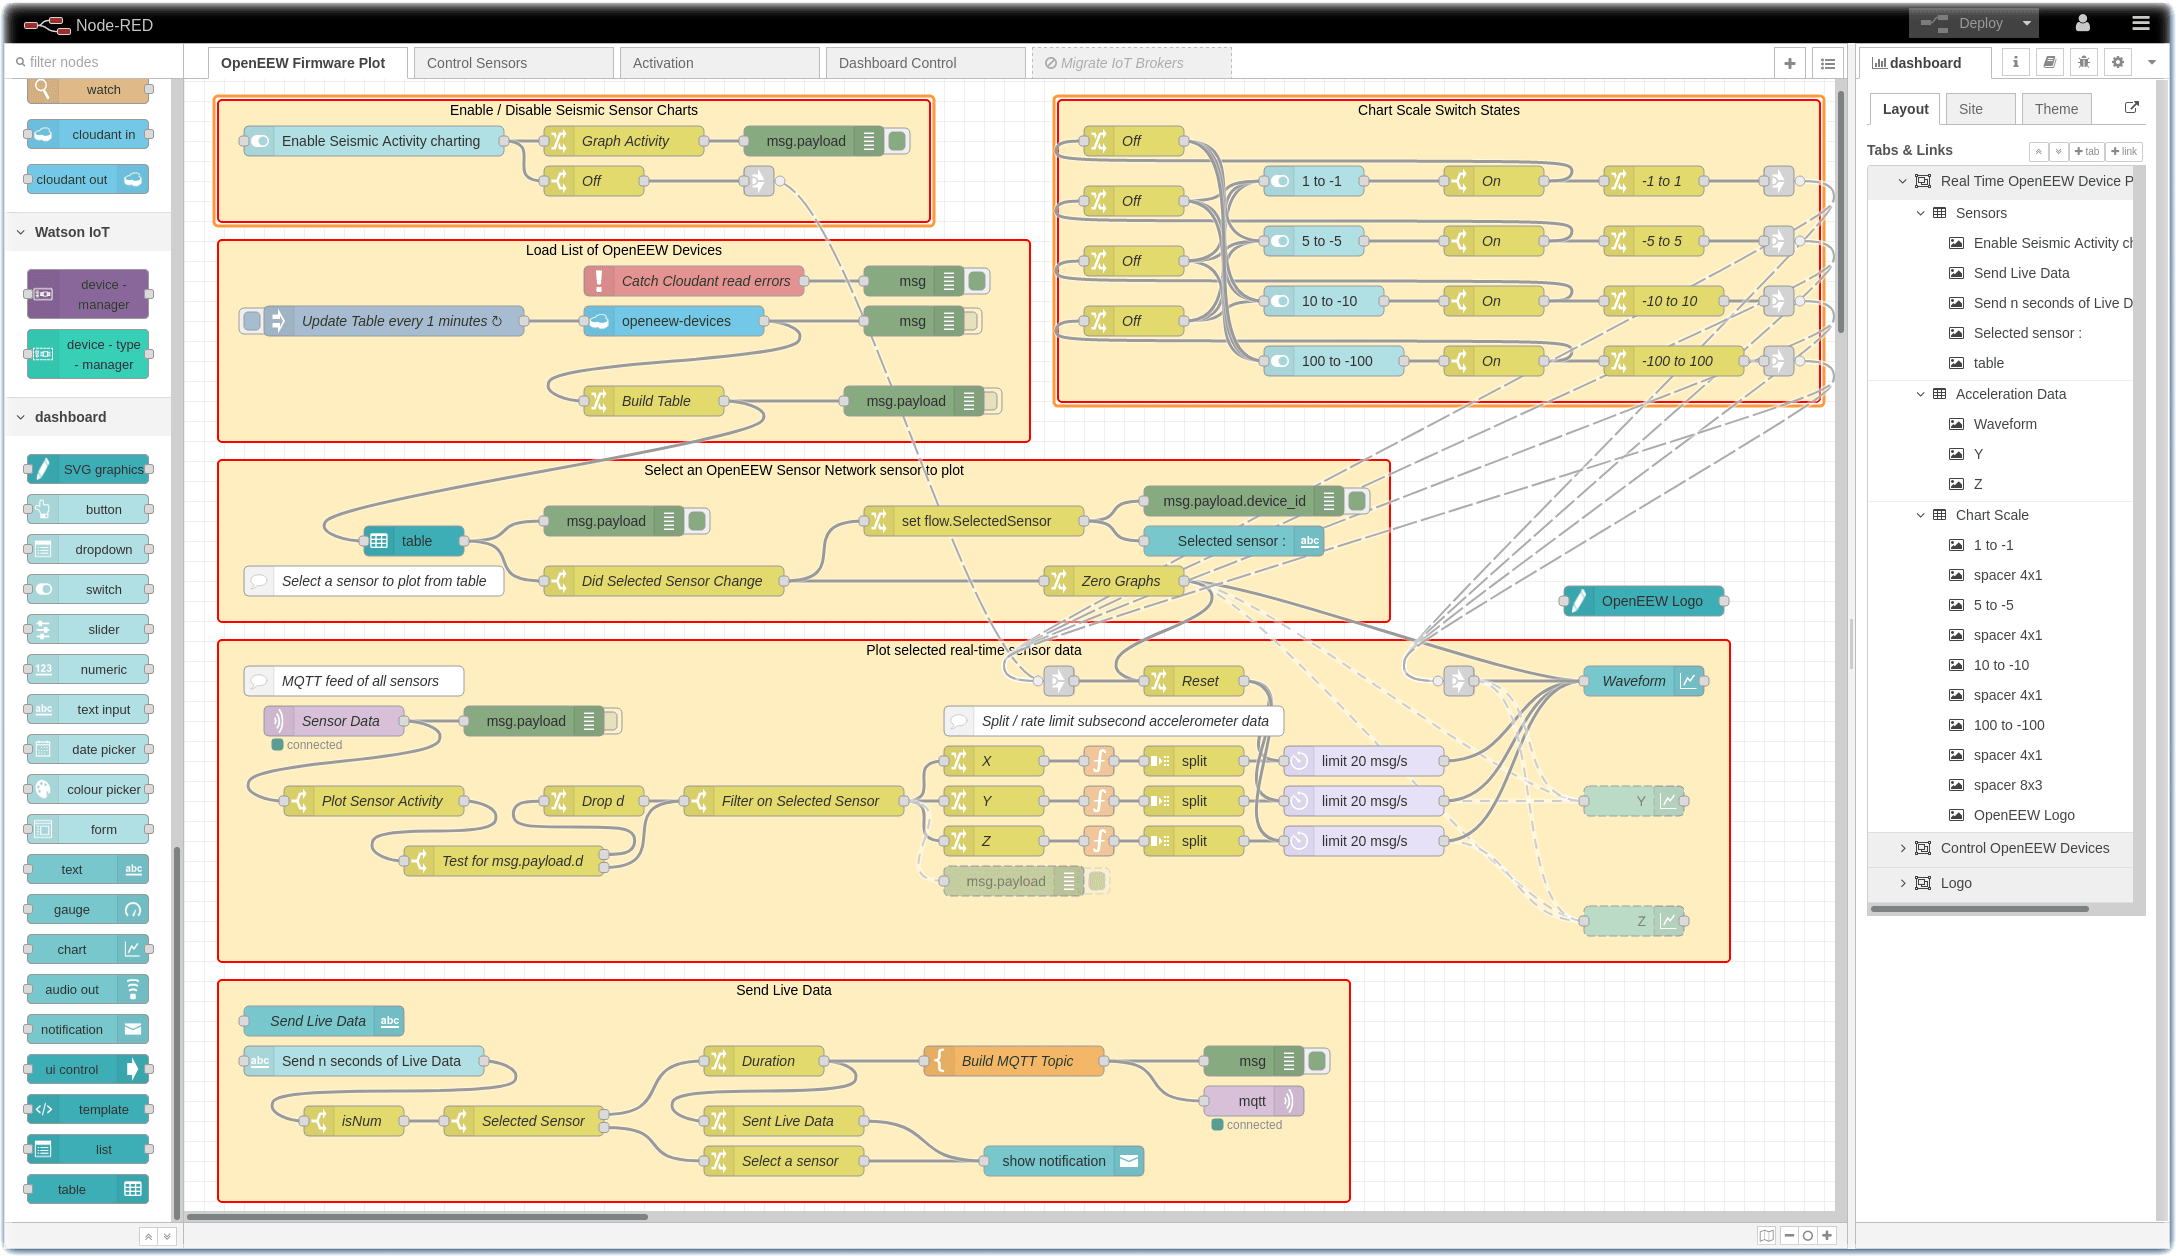 Node-RED
Deploy
filter nodes
watch
cloudant in
cloudant out
Watson IoT
device -
manager
device - type
- manager
dashboard
SVG graphics
button
dropdown
switch
slider
123
numeric
abc
text input
date picker
colour picker
form
text
abc
gauge
chart
audio out
notification
ui control
template
list
table
OpenEEW Firmware Plot
Control Sensors
Activation
Dashboard Control
Migrate IoT Brokers
Enable / Disable Seismic Sensor Charts
Enable Seismic Activity charting
Graph Activity
msg.payload
Off
Load List of OpenEEW Devices
Catch Cloudant read errors
msg
Update Table every 1 minutes ↻
openeew-devices
msg
Build Table
msg.payload
Chart Scale Switch States
Off
1 to -1
On
-1 to 1
Off
5 to -5
On
-5 to 5
Off
10 to -10
On
-10 to 10
Off
100 to -100
On
-100 to 100
Select an OpenEEW Sensor Network sensor to plot
msg.payload.device_id
msg.payload
set flow.SelectedSensor
table
Selected sensor :
abc
Select a sensor to plot from table
Did Selected Sensor Change
Zero Graphs
OpenEEW Logo
Plot selected real-time sensor data
MQTT feed of all sensors
Reset
Waveform
Sensor Data
msg.payload
connected
Split / rate limit subsecond accelerometer data
X
split
limit 20 msg/s
Plot Sensor Activity
Drop d
Filter on Selected Sensor
Y
split
limit 20 msg/s
Y
Test for msg.payload.d
Z
split
limit 20 msg/s
msg.payload
Z
Send Live Data
Send Live Data
abc
abc
Send n seconds of Live Data
Duration
Build MQTT Topic
msg
mqtt
connected
isNum
Selected Sensor
Sent Live Data
Select a sensor
show notification
dashboard
Layout
Site
Theme
Tabs & Links
tab
link
Real Time OpenEEW Device P
Sensors
Enable Seismic Activity ch
Send Live Data
Send n seconds of Live D
Selected sensor :
table
Acceleration Data
Waveform
Y
Z
Chart Scale
1 to -1
spacer 4x1
5 to -5
spacer 4x1
10 to -10
spacer 4x1
100 to -100
spacer 4x1
spacer 8x3
OpenEEW Logo
Control OpenEEW Devices
Logo